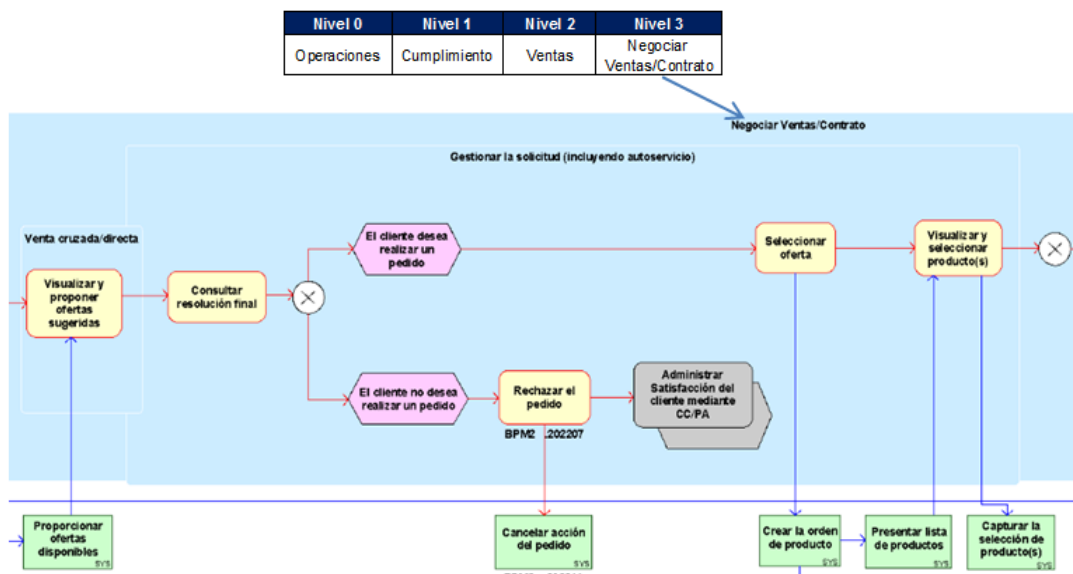 Nivel 0 Nivel 1 Nivel 2 Nivel 3
Operaciones Cumplimiento Ventas Negociar
Ventas/Contrato
Negociar Ventas/Contrato
Gestionar la solicitud (incluyendo autoservicio)
Venta cruzada/directa
Visualizar y
proponer
ofertas
sugeridas
Consultar
resolución final
El cliente desea
realizar un
pedido
Seleccionar
oferta
Visualizar y
seleccionar
producto(s)
El cliente no desea
realizar un pedido
Rechazar el
pedido
BPM2 .202207
Administrar
Satisfacción del
cliente mediante
CC/PA
Proporcionar
ofertas
disponibles
SYS
Cancelar acción
del pedido
SYS
Crear la orden
de producto
SYS
Presentar lista
de productos
SYS
Capturar la
selección de
producto(s)
SYS